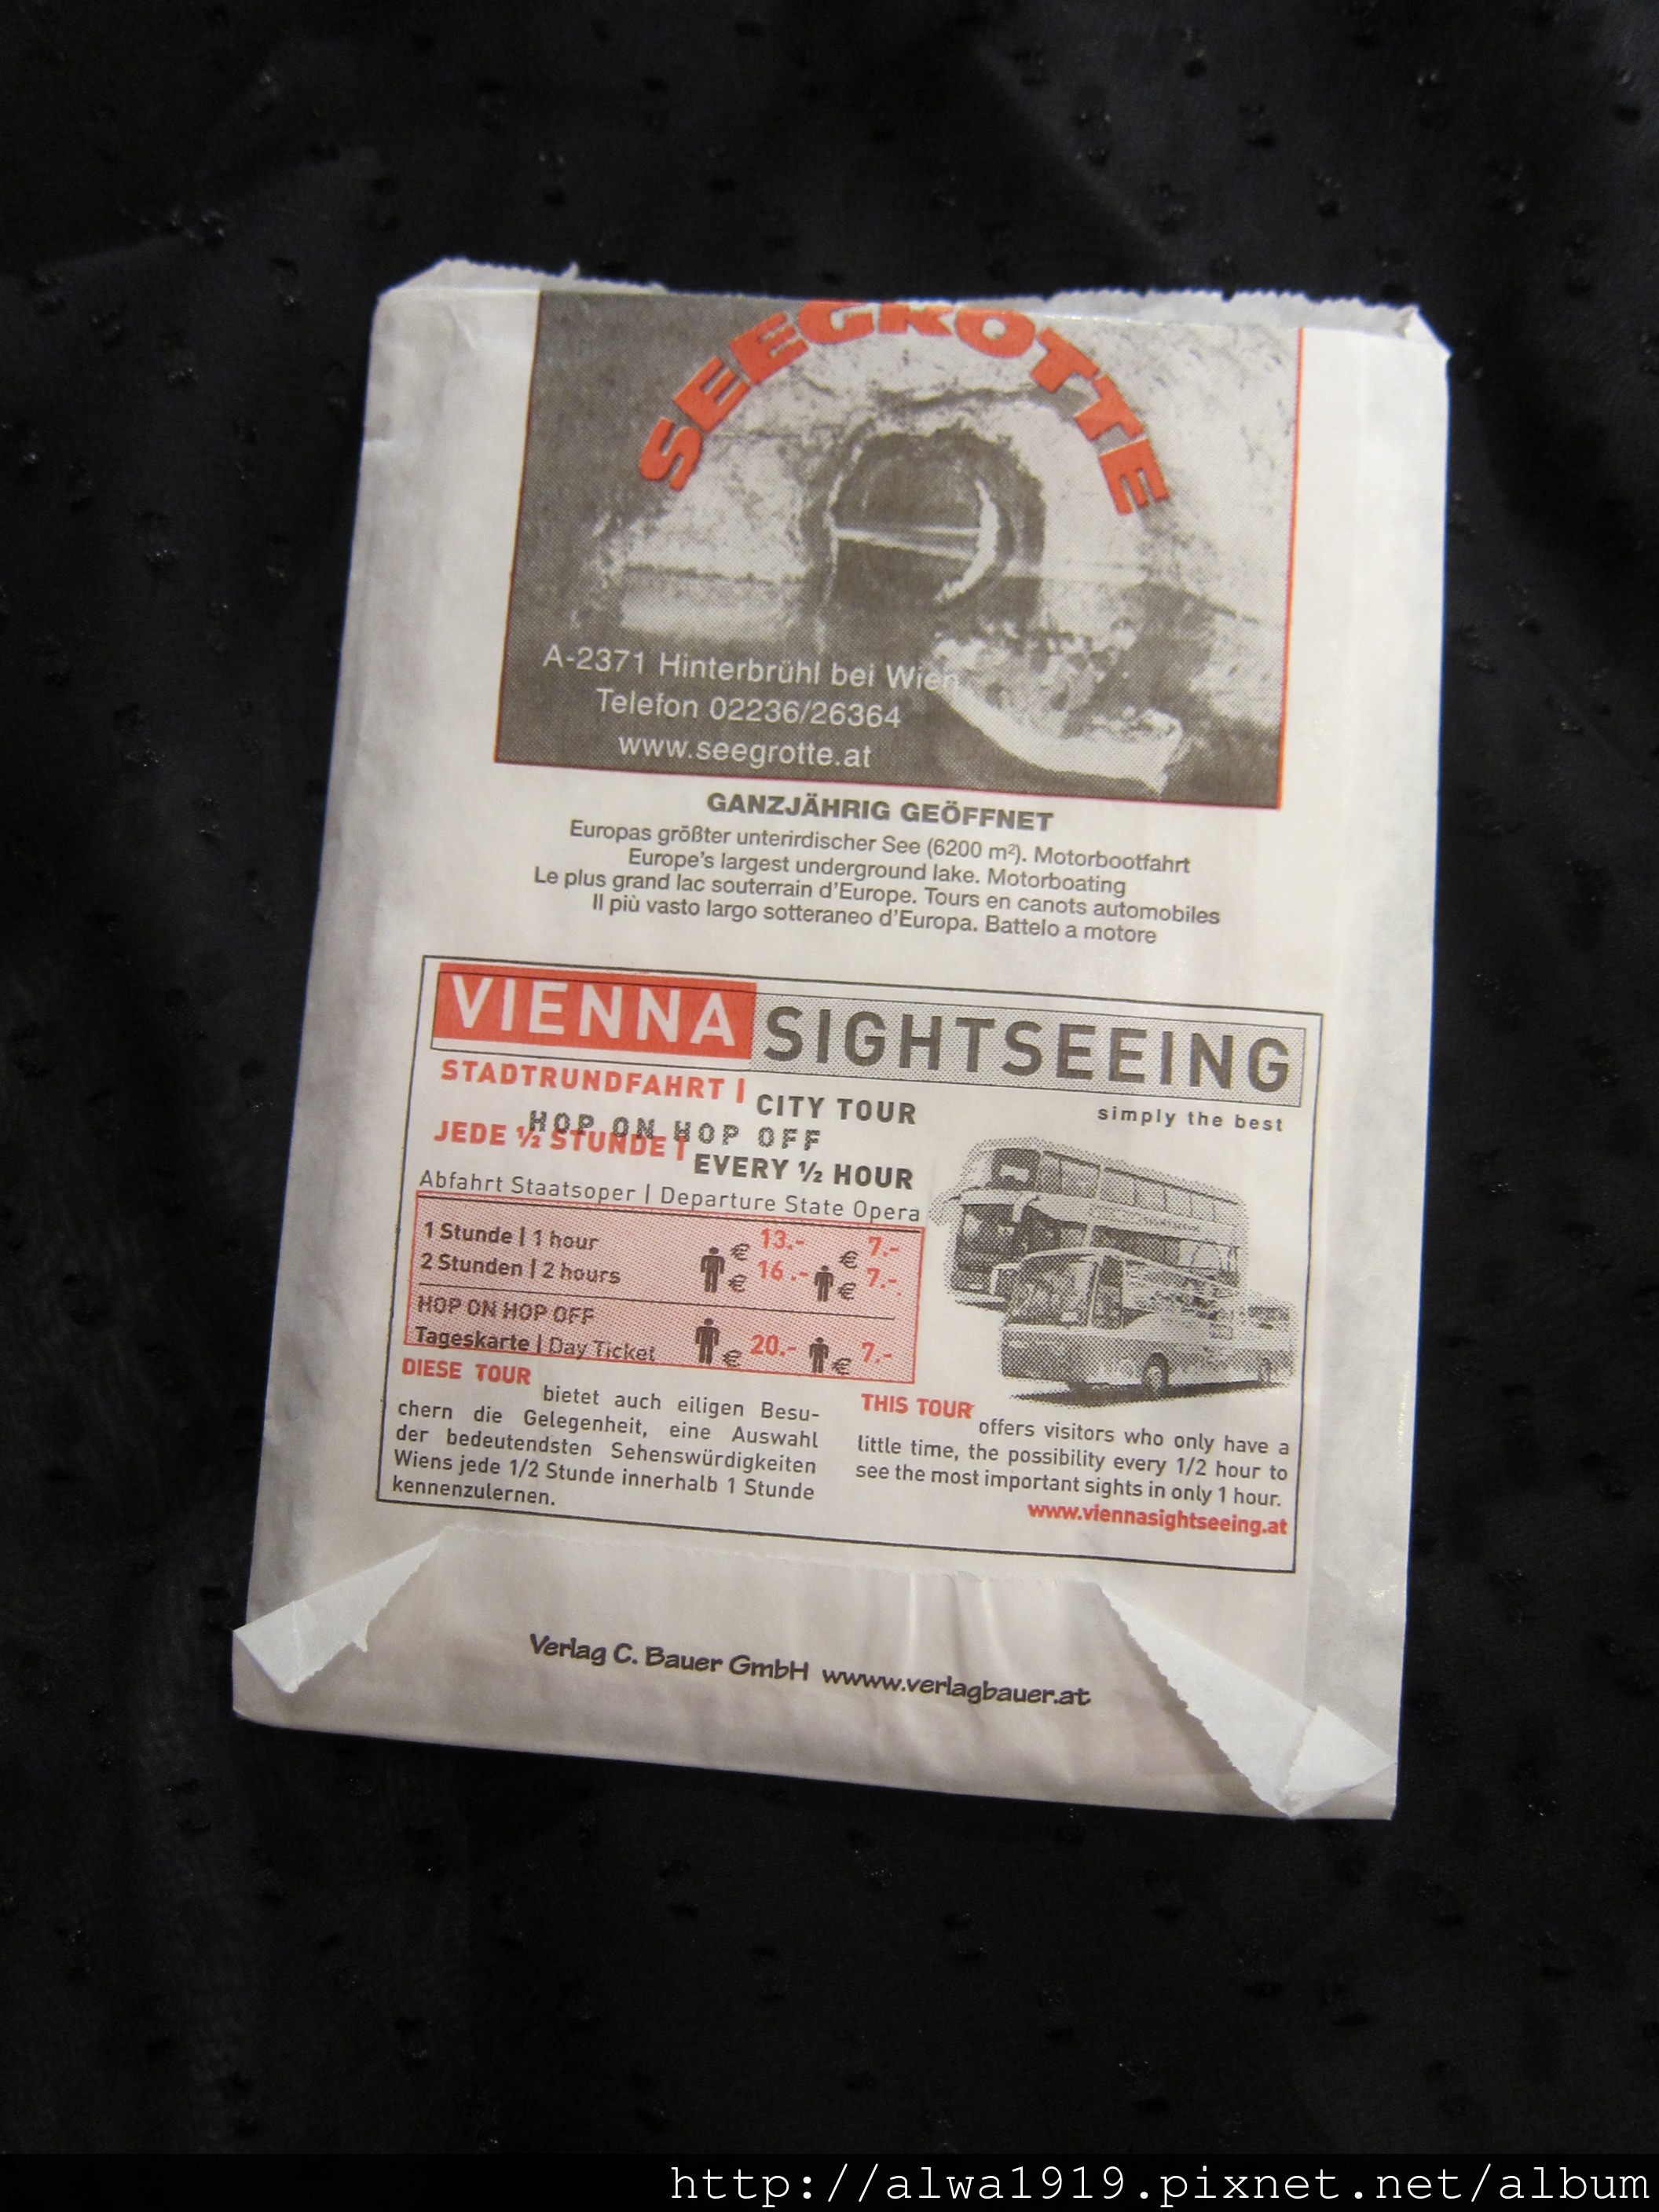 SEEGROTTE
A-2371 Hinterbrühl bei Wien
Telefon 02236/26364
www.seegrotte.at
GANZJÄHRIG GEÖFFNET
Europas größter unterirdischer See (6200 m²). Motorbootfahrt
Europe's largest underground lake. Motorboating
Le plus grand lac souterrain d'Europe. Tours en canots automobiles
Il più vasto largo sotteraneo d'Europa. Battelo a motore
VIENNA SIGHTSEEING
simply the best
STADTRUNDFAHRT | CITY TOUR
HOP ON HOP OFF
JEDE ½ STUNDE | EVERY ½ HOUR
Abfahrt Staatsoper | Departure State Opera
1 Stunde | 1 hour € 13.- € 7.-
2 Stunden | 2 hours € 16.- € 7.-
HOP ON HOP OFF
Tageskarte | Day Ticket € 20.- € 7.-
DIESE TOUR
bietet auch eiligen Besu-
chern die Gelegenheit, eine Auswahl
der bedeutendsten Sehenswürdigkeiten
Wiens jede 1/2 Stunde innerhalb 1 Stunde
kennenzulernen.
THIS TOUR
offers visitors who only have a
little time, the possibility every 1/2 hour to
see the most important sights in only 1 hour.
www.viennasightseeing.at
Verlag C. Bauer GmbH wwww.verlagbauer.at
http://alwa1919.pixnet.net/album